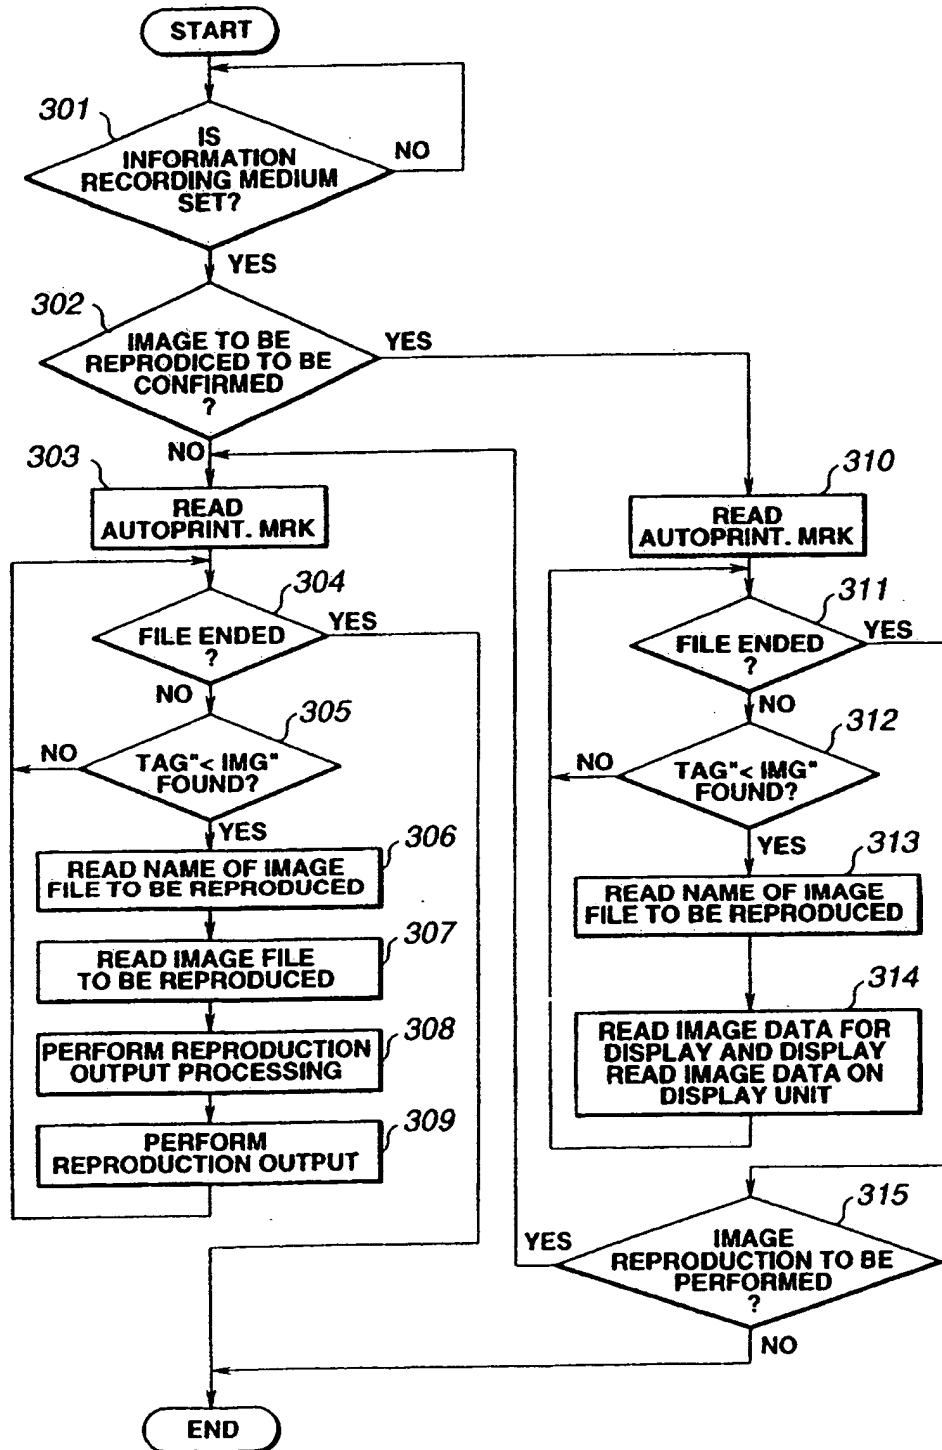 START
301
IS
INFORMATION
RECORDING MEDIUM
SET?
NO
YES
302
IMAGE TO BE
REPRODICED TO BE
CONFIRMED
?
YES
NO
303
READ
AUTOPRINT. MRK
304
FILE ENDED
?
YES
NO
305
TAG"< IMG"
FOUND?
NO
YES
306
READ NAME OF IMAGE
FILE TO BE REPRODUCED
307
READ IMAGE FILE
TO BE REPRODUCED
308
PERFORM REPRODUCTION
OUTPUT PROCESSING
309
PERFORM
REPRODUCTION OUTPUT
310
READ
AUTOPRINT. MRK
311
FILE ENDED
?
YES
NO
312
TAG"< IMG"
FOUND?
NO
YES
313
READ NAME OF IMAGE
FILE TO BE REPRODUCED
314
READ IMAGE DATA FOR
DISPLAY AND DISPLAY
READ IMAGE DATA ON
DISPLAY UNIT
315
IMAGE
REPRODUCTION TO BE
PERFORMED
?
YES
NO
END